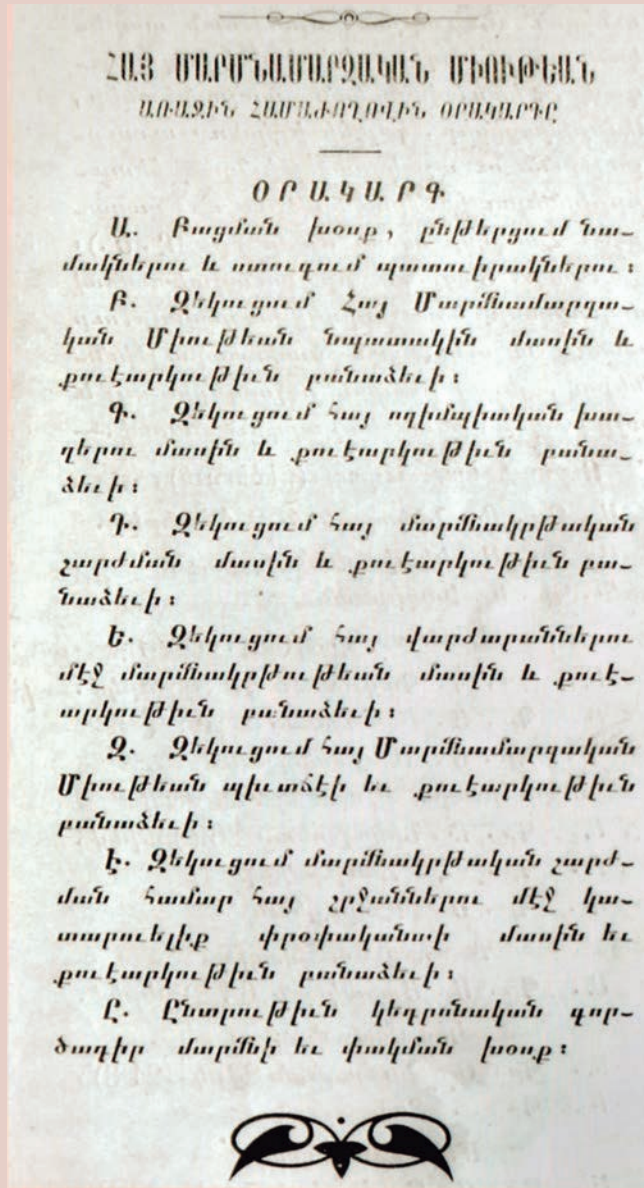 ՀԱՅ ՄԱՐՄՆԱՄԱՐԶԱԿԱՆ ՄԻՈՒԹԵԱՆ
ԱՌԱՋԻՆ ՀԱՄԱԺՈՂՈՎԻՆ ՕՐԱԿԱՐԳԸ
ՕՐԱԿԱՐԳ
Ա. Բացման խօսք, ընթերցում նա-
մակներու և ստուգում պատուիրակներու։
Բ. Զեկուցում Հայ Մարմնամարզա-
կան Միութեան նպատակին մասին և
քուէարկութիւն բանաձեւի։
Գ. Զեկուցում հայ ողիմպիական խա-
ղերու մասին և քուէարկութիւն բանա-
ձեւի։
Դ. Զեկուցում հայ մարմնակրթական
շարժման մասին և քուէարկութիւն բա-
նաձեւի։
Ե. Զեկուցում հայ վարժարաններու
մէջ մարմնակրթութեան մասին և քուէ-
արկութիւն բանաձեւի։
Զ. Զեկուցում հայ Մարմնամարզական
Միութեան պիւտճէի եւ քուէարկութիւն
բանաձեւի։
Է. Զեկուցում մարմնակրթական շարժ-
ման համար հայ շրջաններու մէջ կա-
տարուելիք փրօփականտի մասին եւ
քուէարկութիւն բանաձեւի։
Ը. Ընտրութիւն կեդրոնական գոր-
ծադիր մարմնի եւ փակման խօսք։